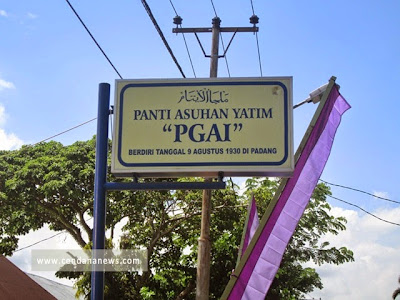 ملجأ الأيتام
PANTI ASUHAN YATIM
"PGAI"
BERDIRI TANGGAL 9 AGUSTUS 1930 DI PADANG
www.cendananews.com